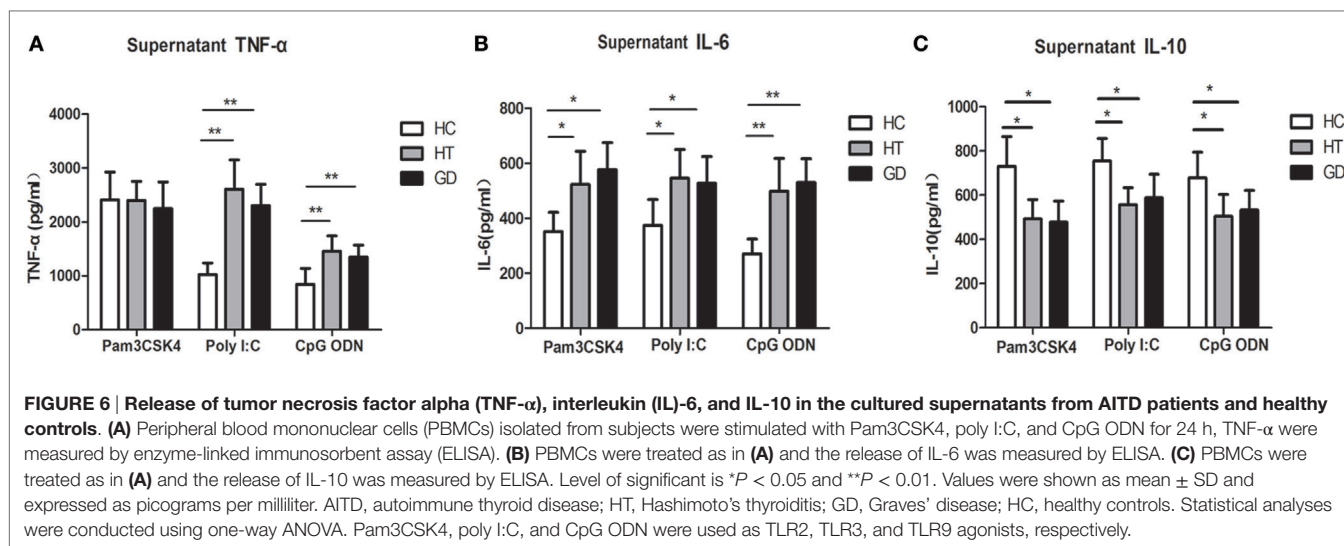 A
Supernatant TNF-α
**
**
**
**
HC
HT
GD
4000
3000
2000
1000
0
TNF-α (pg/ml)
Pam3CSK4
Poly I:C
CpG ODN
B
Supernatant IL-6
*
*
*
*
**
**
HC
HT
GD
800
600
400
200
0
IL-6(pg/ml)
Pam3CSK4
Poly I:C
CpG ODN
C
Supernatant IL-10
*
*
*
*
*
*
HC
HT
GD
1000
800
600
400
200
0
IL-10(pg/ml)
Pam3CSK4
Poly I:C
CpG ODN
FIGURE 6 | Release of tumor necrosis factor alpha (TNF-α), interleukin (IL)-6, and IL-10 in the cultured supernatants from AITD patients and healthy
controls. (A) Peripheral blood mononuclear cells (PBMCs) isolated from subjects were stimulated with Pam3CSK4, poly I:C, and CpG ODN for 24 h, TNF-α were
measured by enzyme-linked immunosorbent assay (ELISA). (B) PBMCs were treated as in (A) and the release of IL-6 was measured by ELISA. (C) PBMCs were
treated as in (A) and the release of IL-10 was measured by ELISA. Level of significant is *P < 0.05 and **P < 0.01. Values were shown as mean ± SD and
expressed as picograms per milliliter. AITD, autoimmune thyroid disease; HT, Hashimoto's thyroiditis; GD, Graves' disease; HC, healthy controls. Statistical analyses
were conducted using one-way ANOVA. Pam3CSK4, poly I:C, and CpG ODN were used as TLR2, TLR3, and TLR9 agonists, respectively.